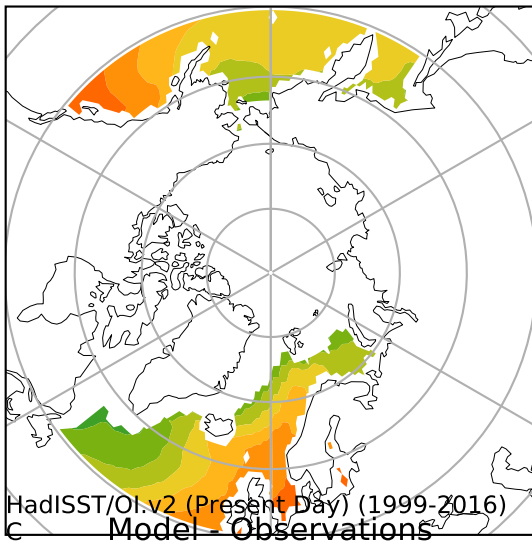 HadISST/OI.v2 (Present Day) (1999-2016)
C Model - Observations